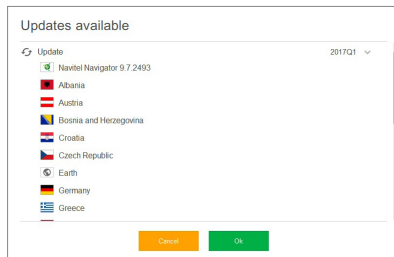 Updates available
Update 2017Q1
Navitel Navigator 9.7.2493
Albania
Austria
Bosnia and Herzegovina
Croatia
Czech Republic
Earth
Germany
Greece
Cancel Ok